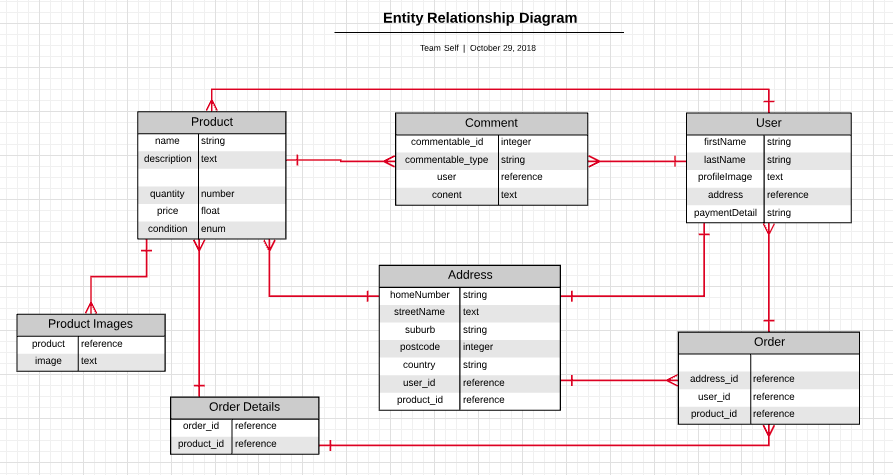 Entity Relationship Diagram
Team Self | October 29, 2018
Product
name string
description text
quantity number
price float
condition enum
Comment
commentable_id integer
commentable_type string
user reference
conent text
User
firstName string
lastName string
profileImage text
address reference
paymentDetail string
Address
homeNumber string
streetName text
suburb string
postcode integer
country string
user_id reference
product_id reference
Product Images
product reference
image text
Order
address_id reference
user_id reference
product_id reference
Order Details
order_id reference
product_id reference